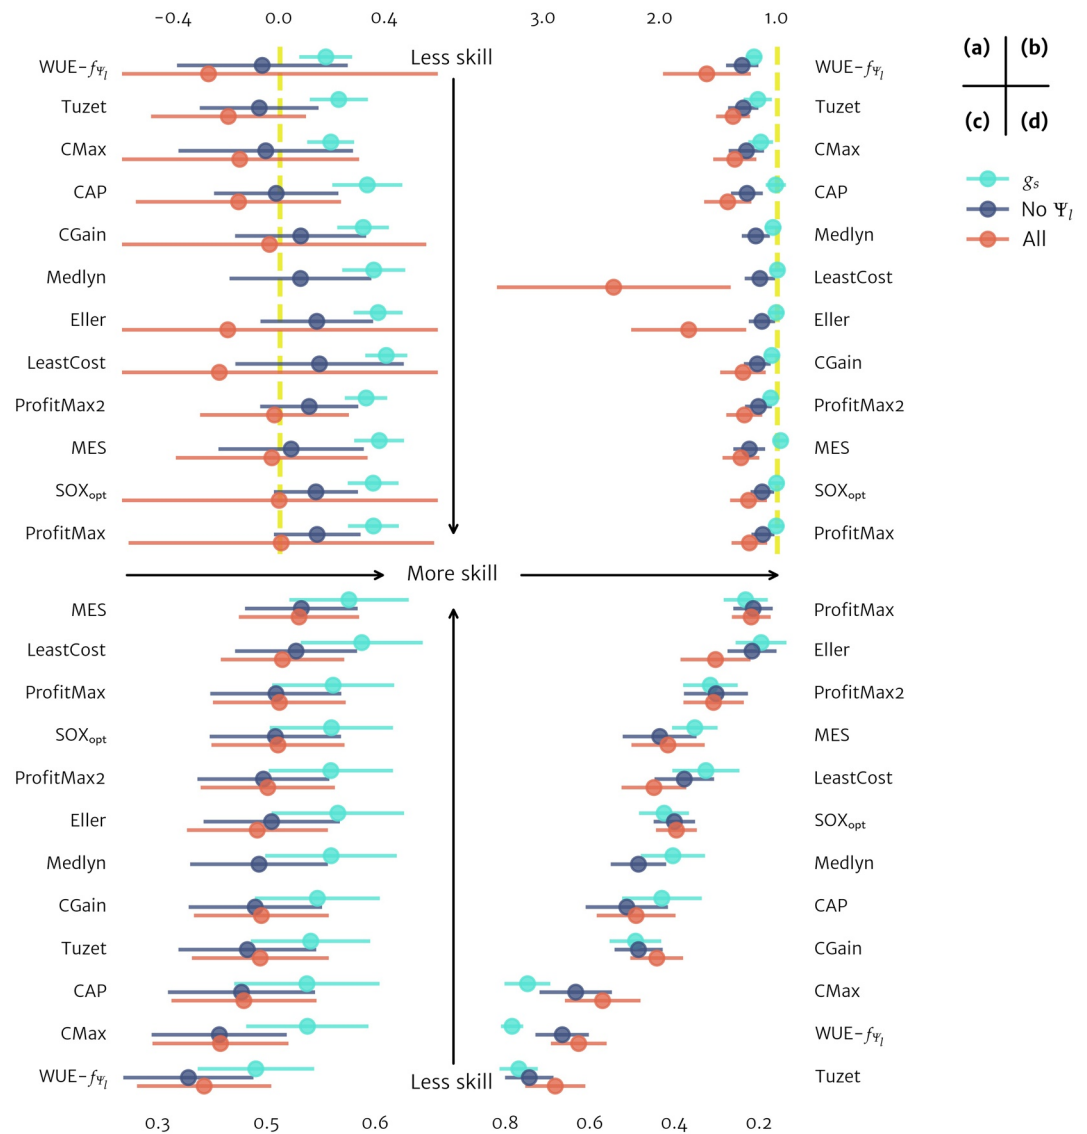 -0.4 0.0 0.4 3.0 2.0 1.0
Less skill
(a) (b)
(c) (d)
WUE-fΨl WUE-fΨl
Tuzet Tuzet
CMax CMax
gs
CAP CAP
No Ψl
CGain Medlyn
All
Medlyn LeastCost
Eller Eller
LeastCost CGain
ProfitMax2 ProfitMax2
MES MES
SOXopt SOXopt
ProfitMax ProfitMax
More skill
MES ProfitMax
LeastCost Eller
ProfitMax ProfitMax2
SOXopt MES
ProfitMax2 LeastCost
Eller SOXopt
Medlyn Medlyn
CGain CAP
Tuzet CGain
CAP CMax
CMax WUE-fΨl
WUE-fΨl Tuzet
Less skill
0.3 0.5 0.6 0.8 0.6 0.4 0.2